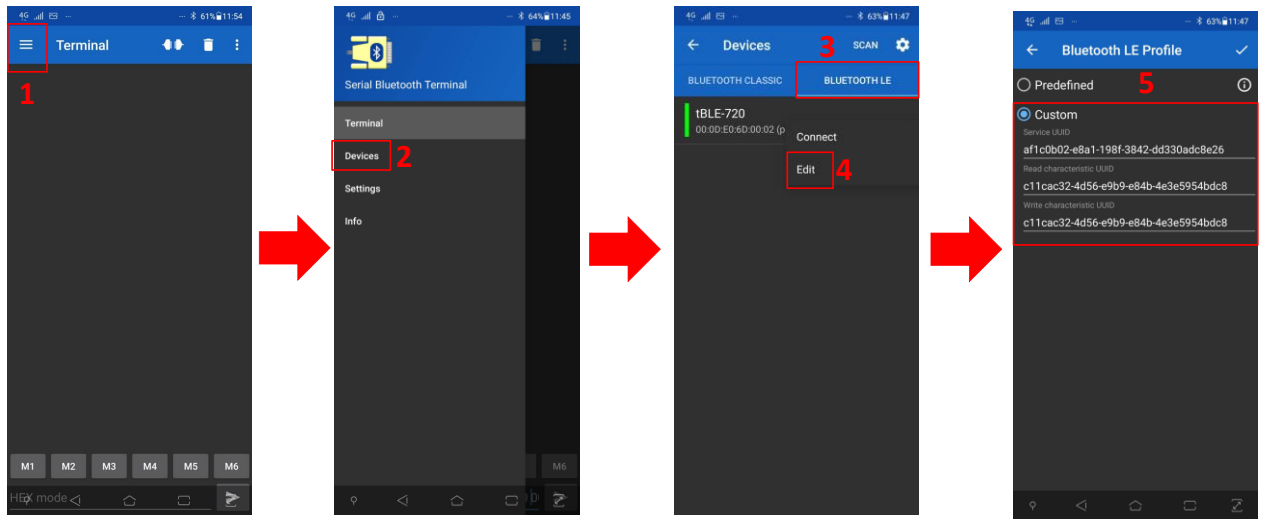 4G 61% 11:54
Terminal
1
M1 M2 M3 M4 M5 M6
HEX mode
4G 64% 11:45
Serial Bluetooth Terminal
Terminal
Devices 2
Settings
Info
M6
4G 63% 11:47
Devices 3 SCAN
BLUETOOTH CLASSIC BLUETOOTH LE
tBLE-720
00:0D:E0:6D:00:02 (p
Connect
Edit 4
4G 63% 11:47
Bluetooth LE Profile
Predefined 5
Custom
Service UUID
af1c0b02-e8a1-198f-3842-dd330adc8e26
Read characteristic UUID
c11cac32-4d56-e9b9-e84b-4e3e5954bdc8
Write characteristic UUID
c11cac32-4d56-e9b9-e84b-4e3e5954bdc8